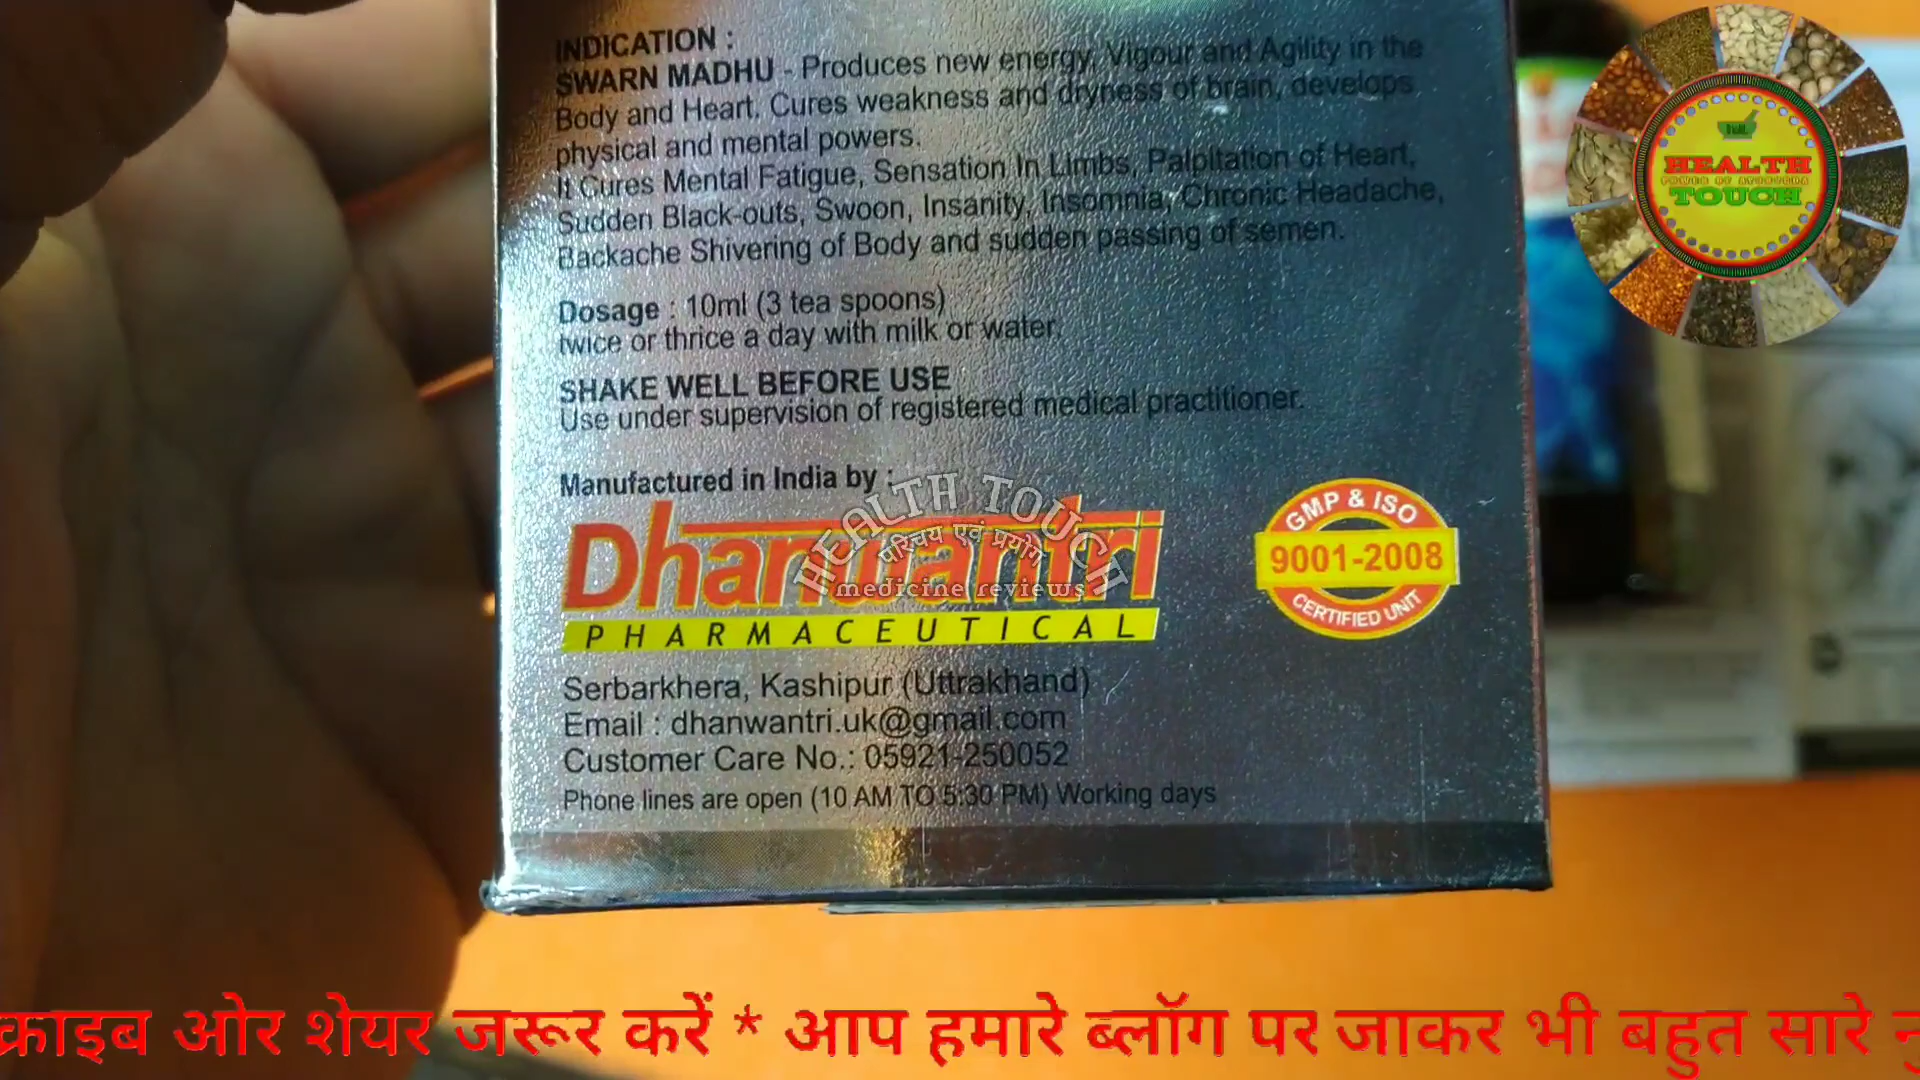 INDICATION :
SWARN MADHU - Produces new energy, Vigour and Agility in the
Body and Heart. Cures weakness and dryness of brain, develops
physical and mental powers.
It Cures Mental Fatigue, Sensation In Limbs, Palpitation of Heart,
Sudden Black-outs, Swoon, Insanity, Insomnia, Chronic Headache,
Backache Shivering of Body and sudden passing of semen.
Dosage : 10ml (3 tea spoons)
twice or thrice a day with milk or water.
SHAKE WELL BEFORE USE
Use under supervision of registered medical practitioner.
Manufactured in India by :
Dhanwantri
PHARMACEUTICAL
HEALTH TOUCH
परिचय एवं प्रयोग
medicine reviews
GMP & ISO
9001-2008
CERTIFIED UNIT
Serbarkhera, Kashipur (Uttrakhand)
Email : dhanwantri.uk@gmail.com
Customer Care No.: 05921-250052
Phone lines are open (10 AM TO 5:30 PM) Working days
HEALTH
POWER OF AYURVEDA
TOUCH
क्राइब ओर शेयर जरूर करें * आप हमारे ब्लॉग पर जाकर भी बहुत सारे